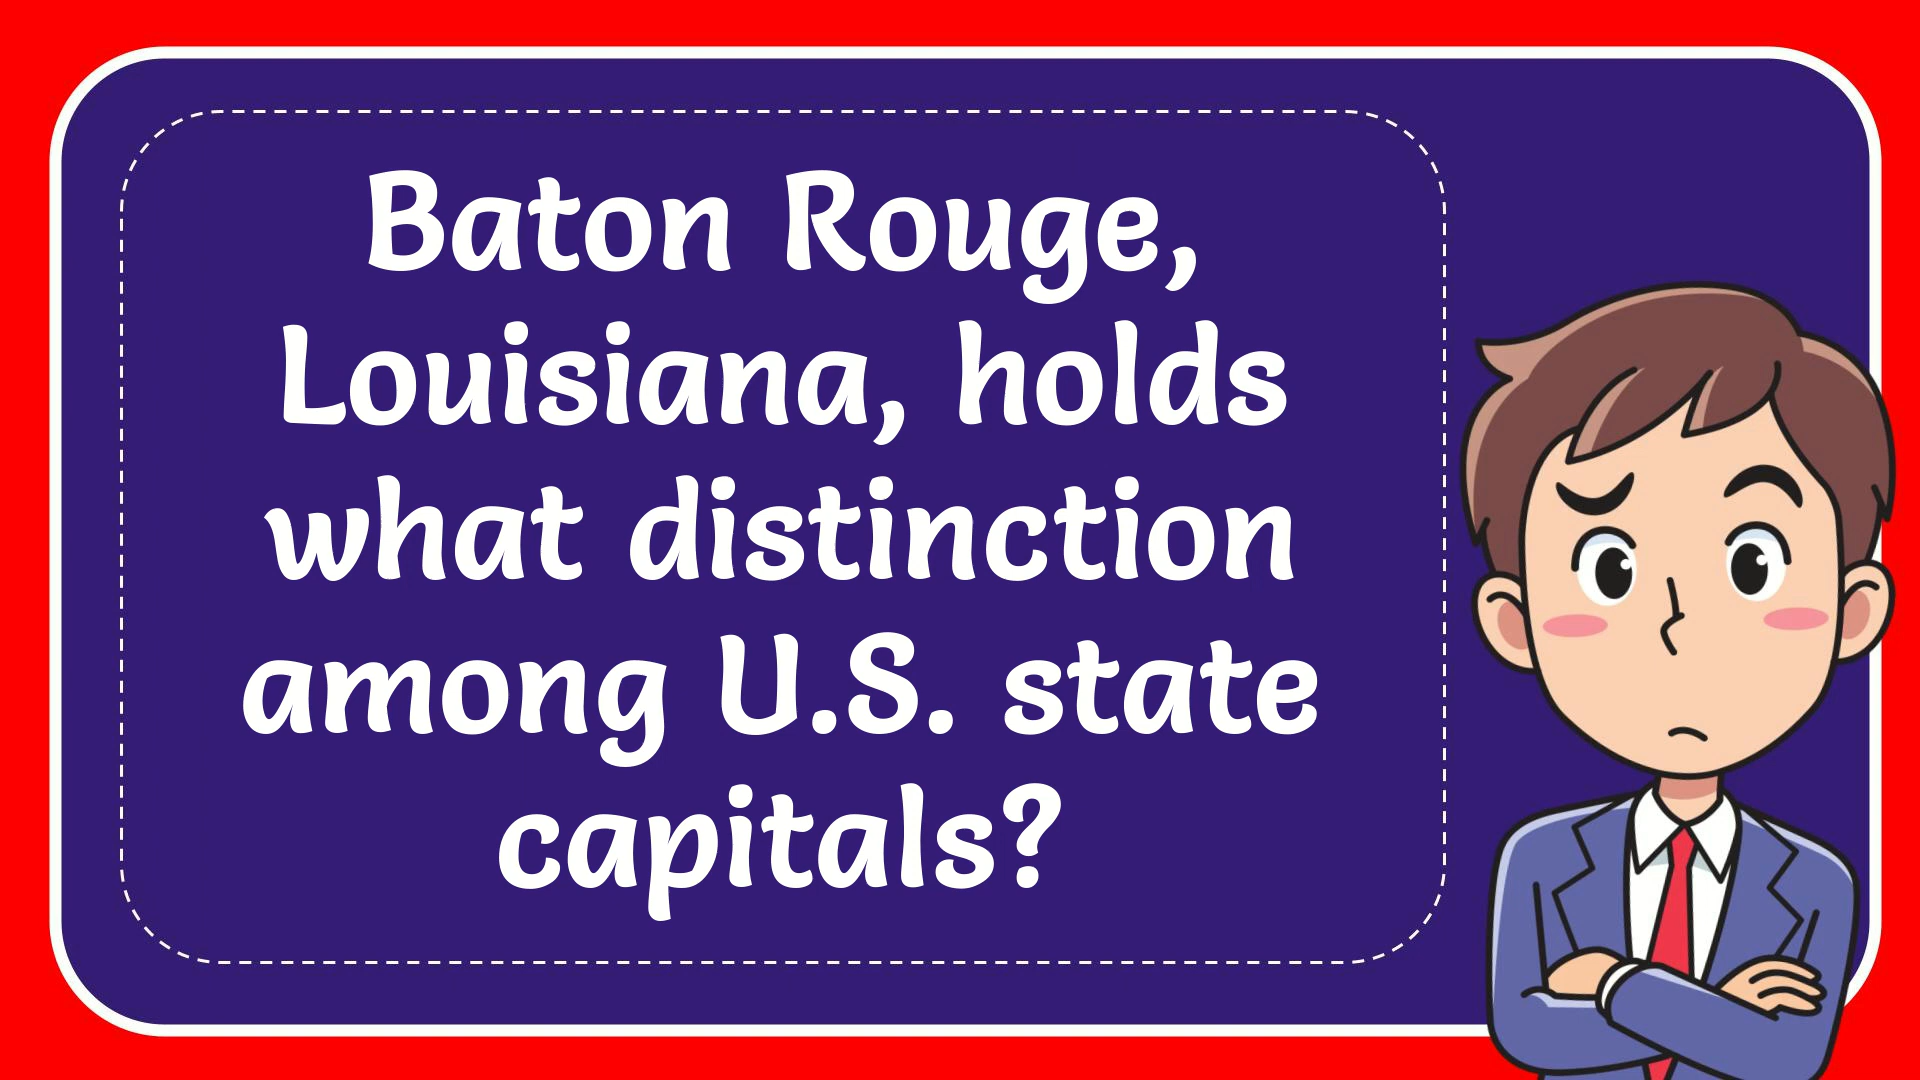 Baton Rouge,
Louisiana, holds
what distinction
among U.S. state
capitals?